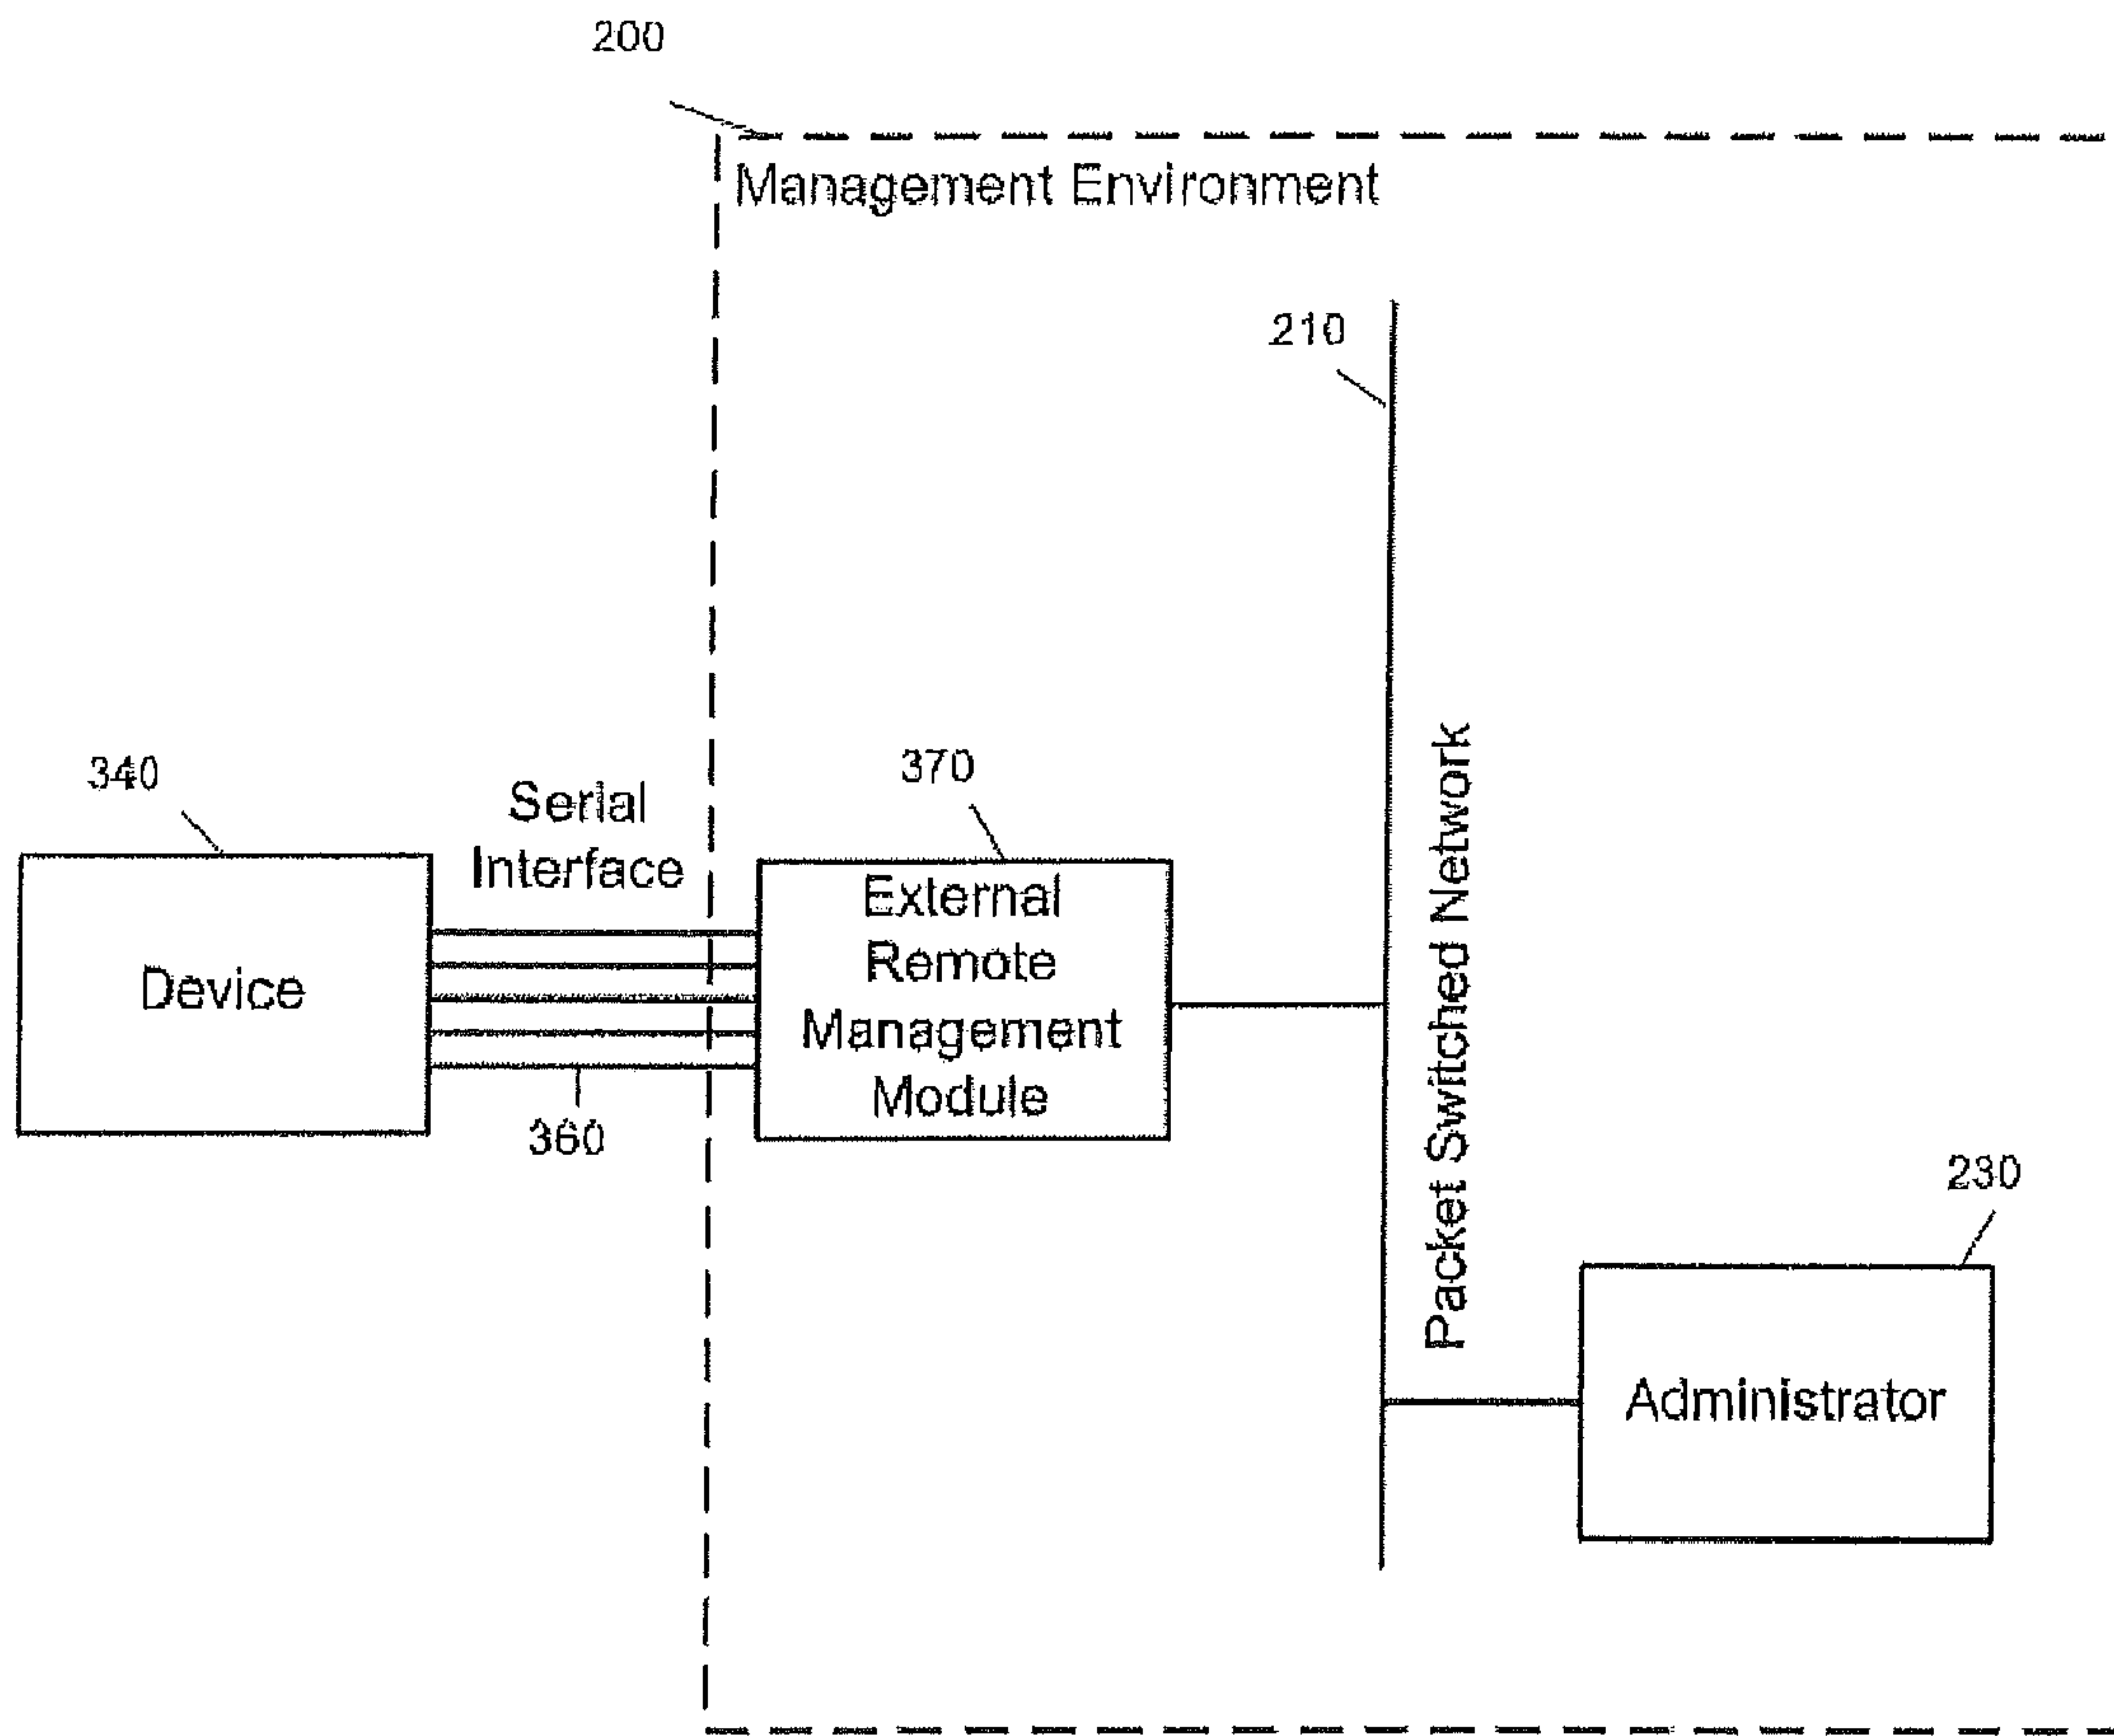 200
Management Environment
210
340
Serial
Interface
370
External
Remote
Management
Module
Device
360
Packet Switched Network
230
Administrator